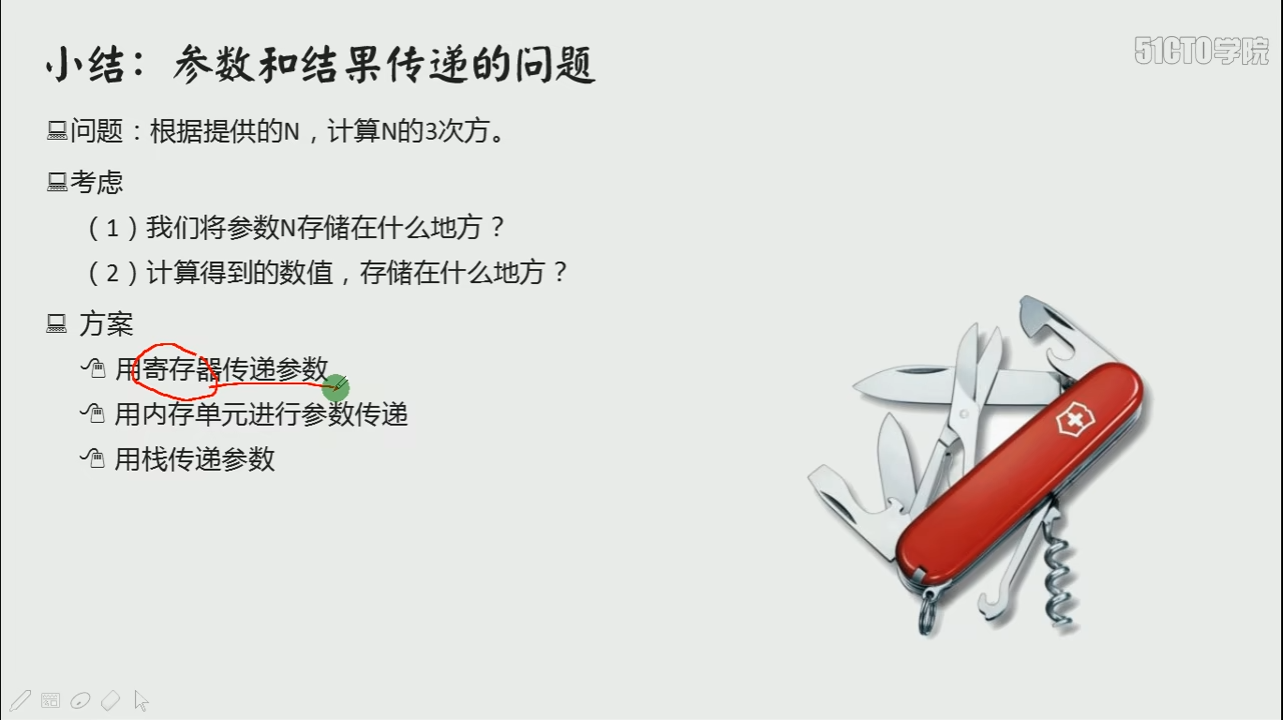 小结：参数和结果传递的问题
51CTO学院
问题：根据提供的N，计算N的3次方。
考虑
（1）我们将参数N存储在什么地方？
（2）计算得到的数值，存储在什么地方？
方案
用寄存器传递参数
用内存单元进行参数传递
用栈传递参数